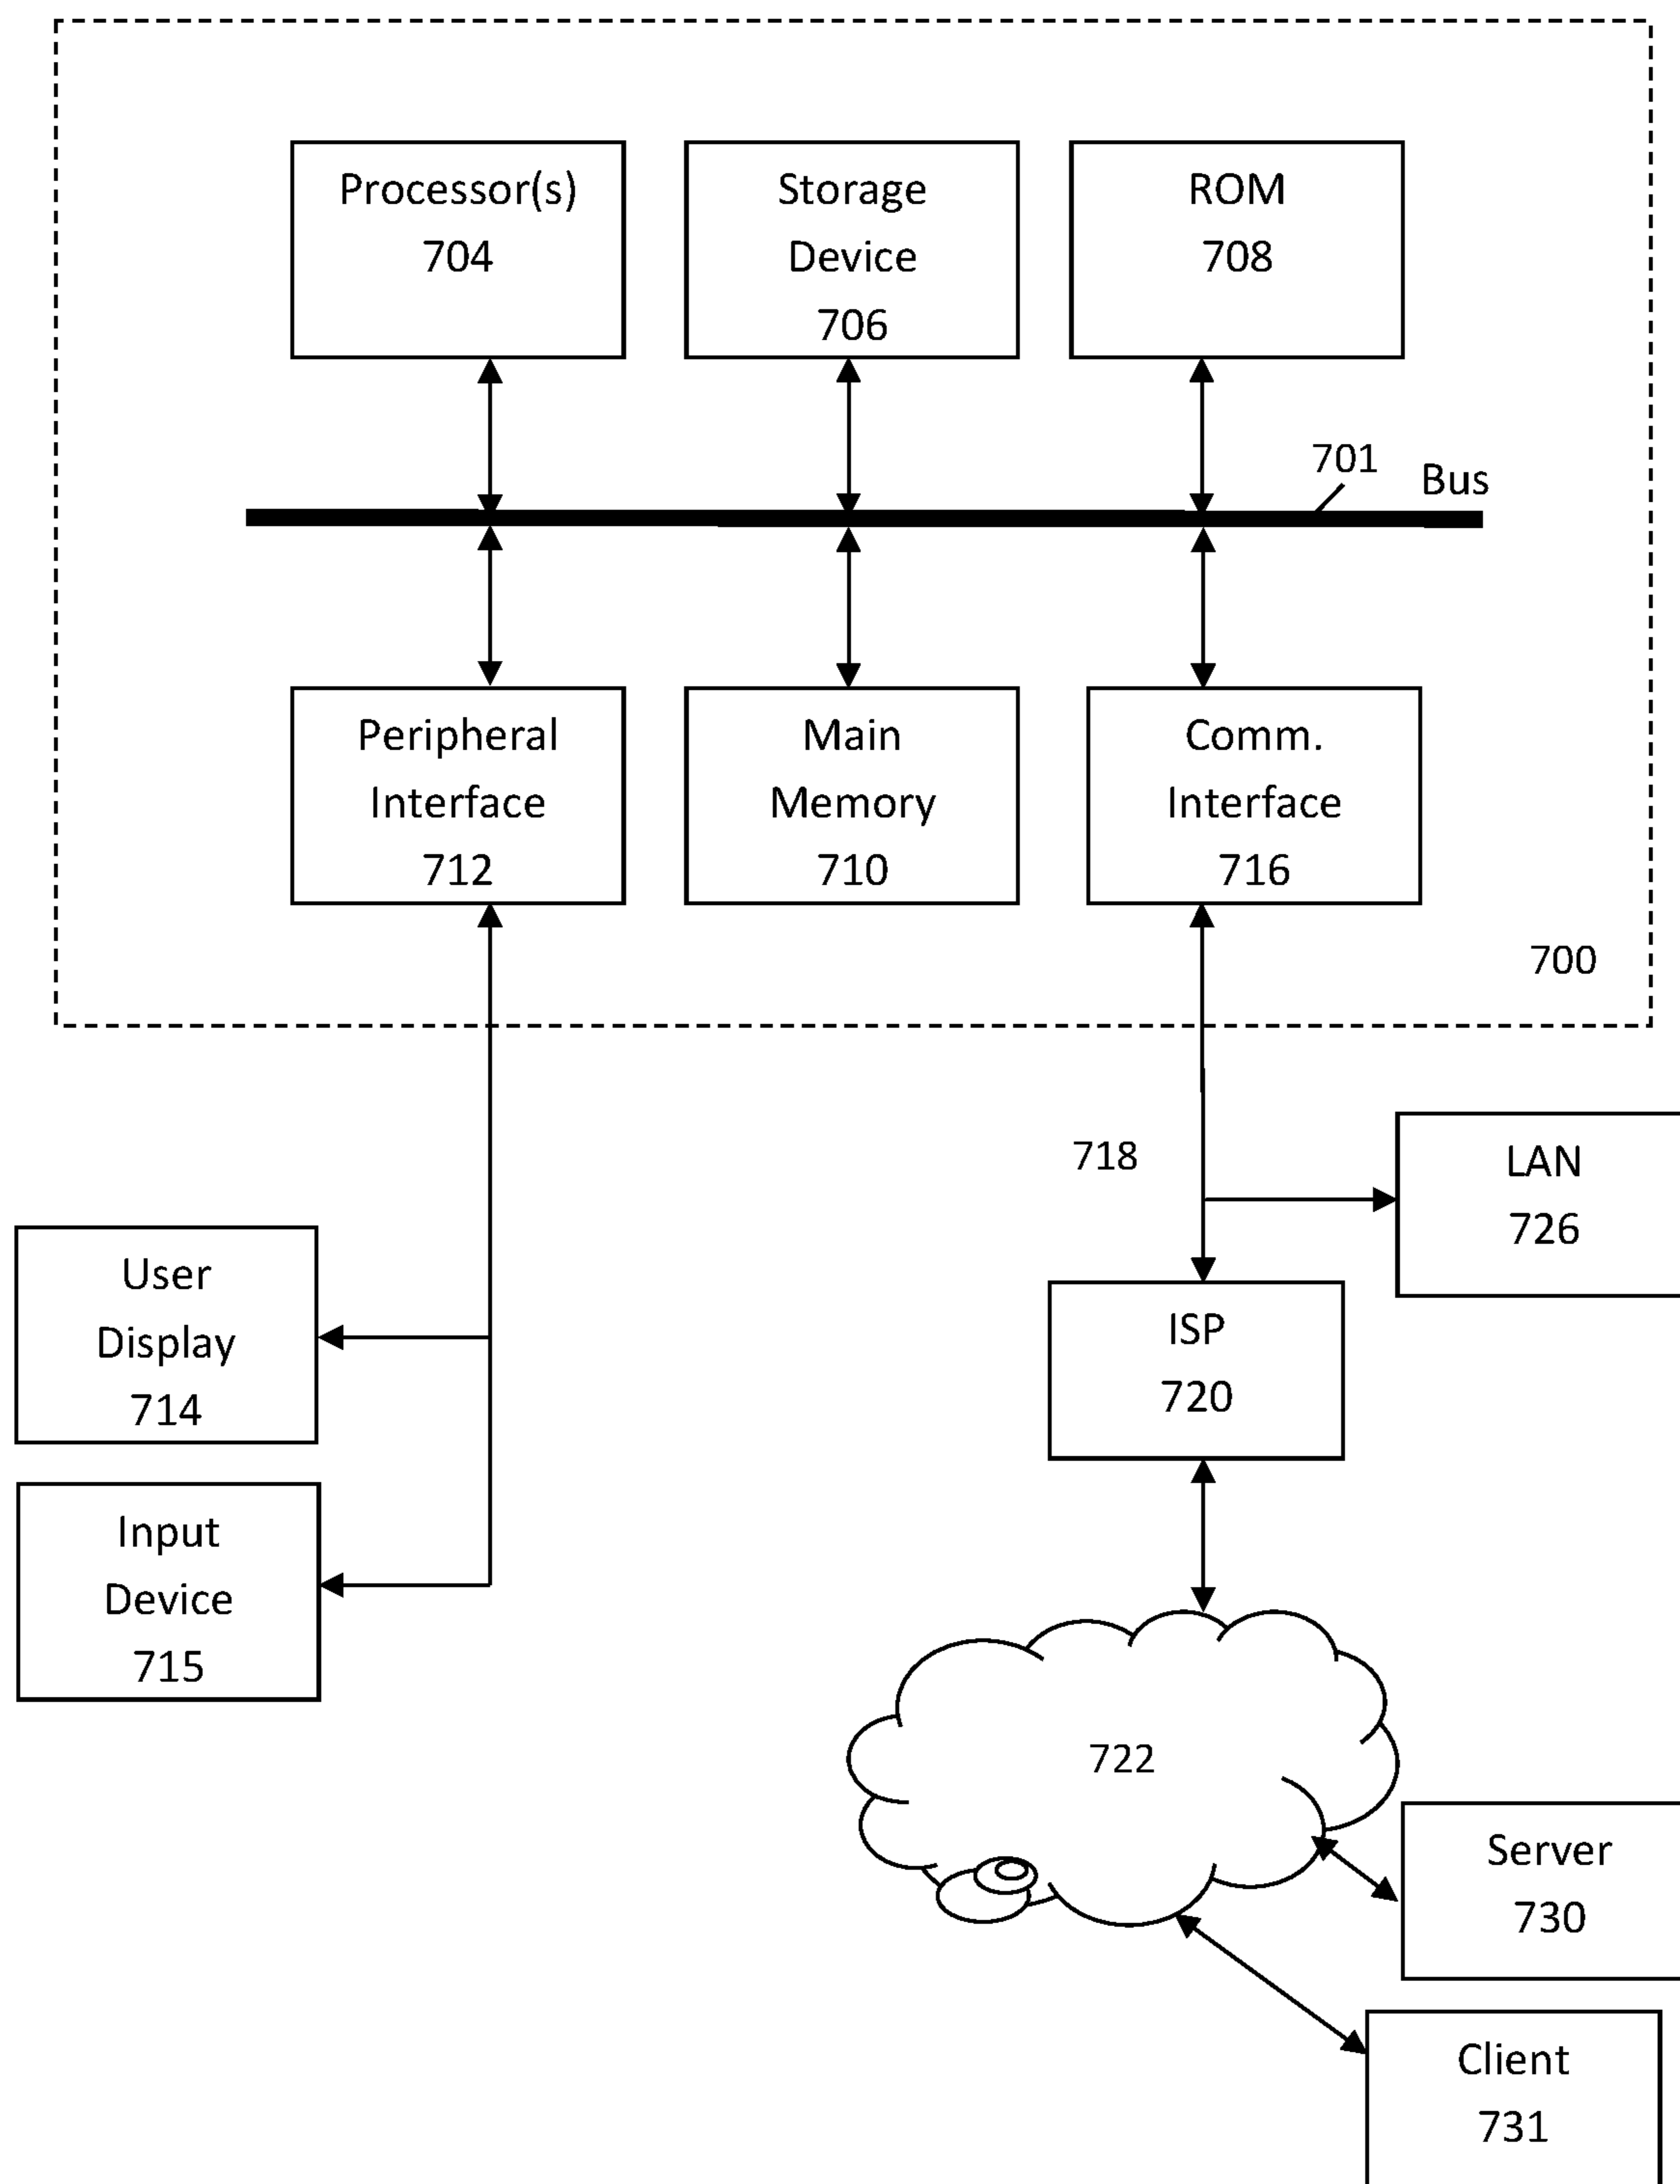 Processor(s)
704
Storage
Device
706
ROM
708
701
Bus
Peripheral
Interface
712
Main
Memory
710
Comm.
Interface
716
700
718
LAN
726
User
Display
714
ISP
720
Input
Device
715
722
Server
730
Client
731